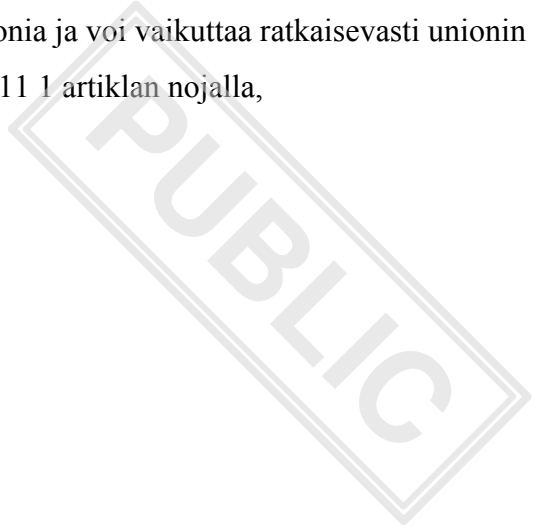 onia ja voi vaikuttaa ratkaisevasti unionin
11 1 artiklan nojalla,
PUBLIC